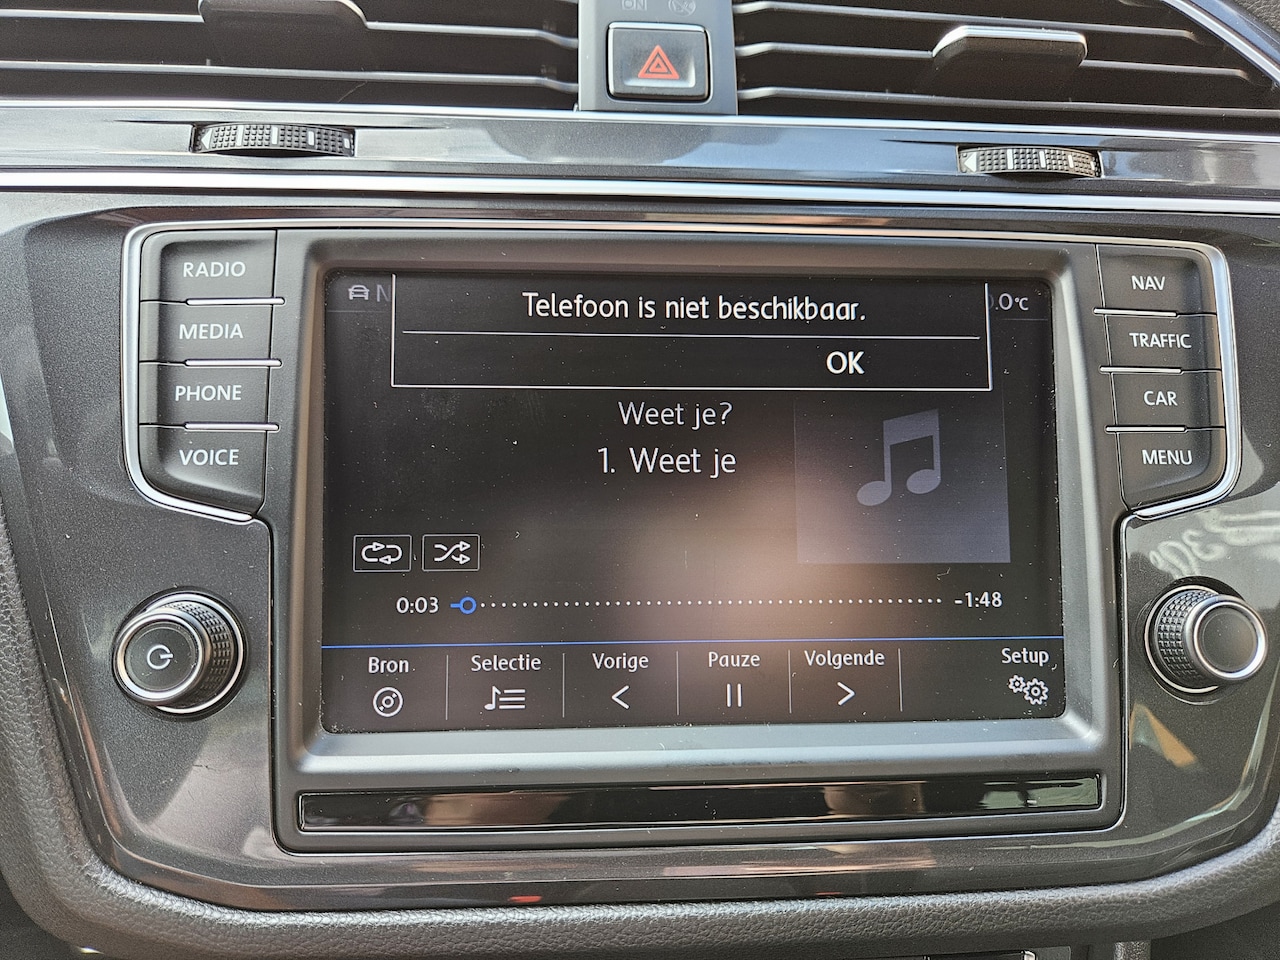 RADIO
MEDIA
PHONE
VOICE
NAV
TRAFFIC
CAR
MENU
Telefoon is niet beschikbaar.
OK
Weet je?
1. Weet je
0:03
-1:48
Bron
Selectie
Vorige
Pauze
Volgende
Setup